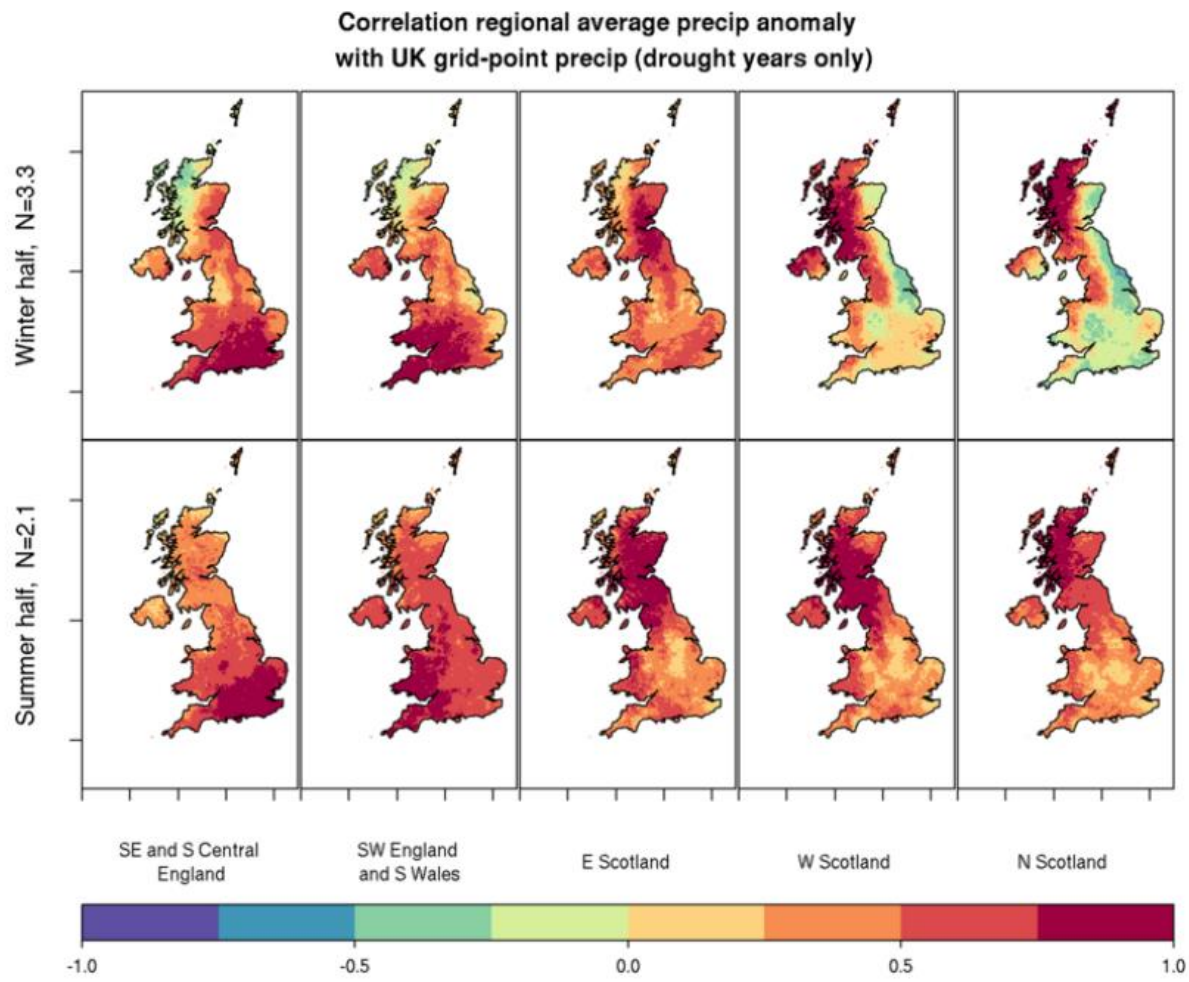 Correlation regional average precip anomaly
with UK grid-point precip (drought years only)
Winter half, N=3.3
Summer half, N=2.1
SE and S Central
England
SW England
and S Wales
E Scotland
W Scotland
N Scotland
-1.0
-0.5
0.0
0.5
1.0